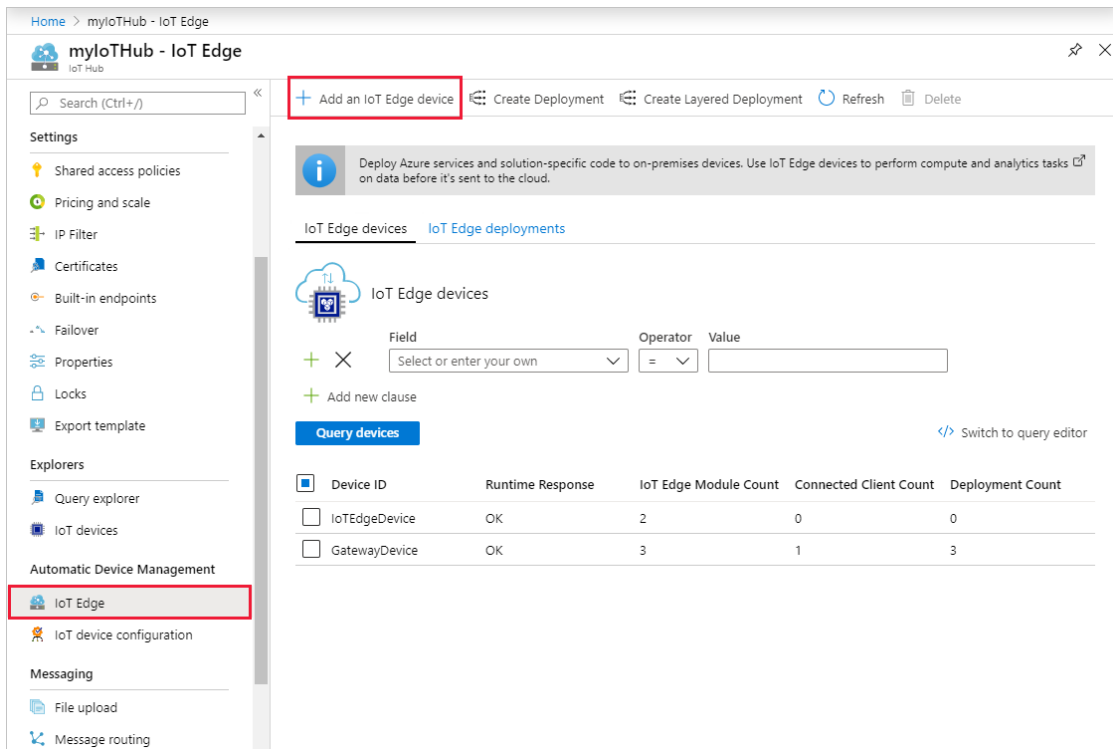 Home > myIoTHub - IoT Edge
myIoTHub - IoT Edge
IoT Hub
Search (Ctrl+/)
«
Settings
Shared access policies
Pricing and scale
IP Filter
Certificates
Built-in endpoints
Failover
Properties
Locks
Export template
Explorers
Query explorer
IoT devices
Automatic Device Management
IoT Edge
IoT device configuration
Messaging
File upload
Message routing
Add an IoT Edge device Create Deployment Create Layered Deployment Refresh Delete
Deploy Azure services and solution-specific code to on-premises devices. Use IoT Edge devices to perform compute and analytics tasks
on data before it's sent to the cloud.
IoT Edge devices IoT Edge deployments
IoT Edge devices
Field Operator Value
Select or enter your own =
Add new clause
Query devices </> Switch to query editor
Device ID Runtime Response IoT Edge Module Count Connected Client Count Deployment Count
IoTEdgeDevice OK 2 0 0
GatewayDevice OK 3 1 3